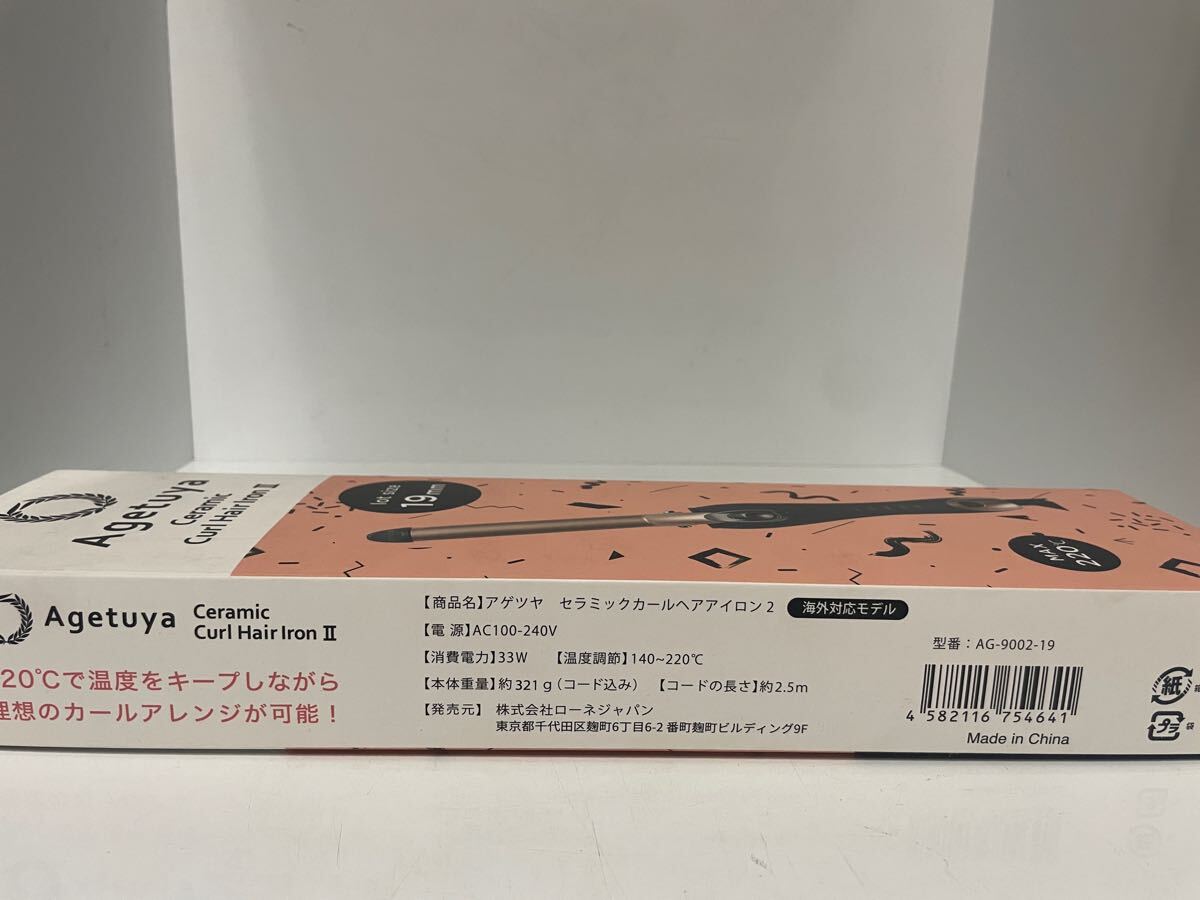 Agetuya
Ceramic
Curl Hair Iron Ⅱ
lot size
19mm
MAX
220℃
Agetuya
Ceramic
Curl Hair Iron Ⅱ
20℃で温度をキープしながら
想のカールアレンジが可能！
【商品名】アゲツヤ　セラミックカールヘアアイロン2 海外対応モデル
【電 源】AC100-240V
【消費電力】33W 【温度調節】140~220℃
【本体重量】約321g（コード込み） 【コードの長さ】約2.5m
【発売元】 株式会社ローネジャパン
東京都千代田区麹町6丁目6-2 番町麹町ビルディング9F
型番：AG-9002-19
4 582116 754641
Made in China
紙
プラ
袋